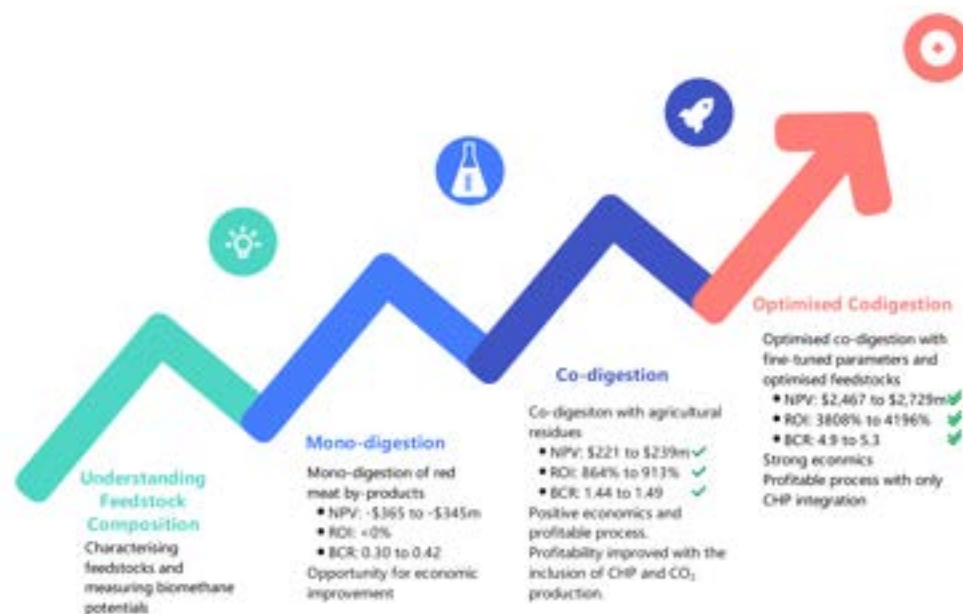 Understanding
Feedstock
Composition
Characterising
feedstocks and
measuring biomethane
potentials
Mono-digestion
Mono-digestion of red
meat by-products
• NPV: -$365 to -$345m
• ROI: <0%
• BCR: 0.30 to 0.42
Opportunity for economic
improvement
Co-digestion
Co-digestion with agricultural
residues
• NPV: $221 to $239m
• ROI: 864% to 913%
• BCR: 1.44 to 1.49
Positive economics and
profitable process.
Profitability improved with the
inclusion of CHP and CO₂
production.
Optimised Codigestion
Optimised co-digestion with
fine-tuned parameters and
optimised feedstocks
• NPV: $2,467 to $2,729m
• ROI: 3808% to 4196%
• BCR: 4.9 to 5.3
Strong econmics
Profitable process with only
CHP integration